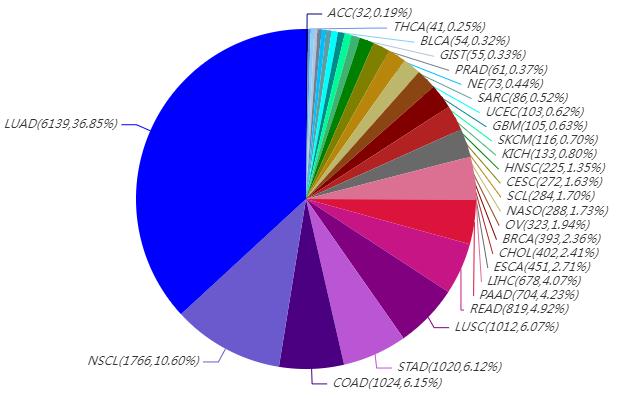 ACC(32,0.19%)
THCA(41,0.25%)
BLCA(54,0.32%)
GIST(55,0.33%)
PRAD(61,0.37%)
NE(73,0.44%)
SARC(86,0.52%)
UCEC(103,0.62%)
GBM(105,0.63%)
SKCM(116,0.70%)
KICH(133,0.80%)
HNSC(225,1.35%)
CESC(272,1.63%)
SCL(284,1.70%)
NASO(288,1.73%)
OV(323,1.94%)
BRCA(393,2.36%)
CHOL(402,2.41%)
ESCA(451,2.71%)
LIHC(678,4.07%)
PAAD(704,4.23%)
READ(819,4.92%)
LUSC(1012,6.07%)
STAD(1020,6.12%)
COAD(1024,6.15%)
NSCL(1766,10.60%)
LUAD(6139,36.85%)